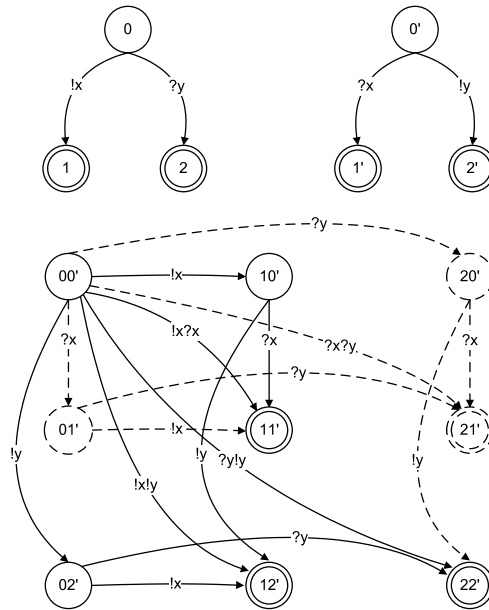 0 0'
!x ?y ?x !y
1 2 1' 2'
?y
00' !x 10' 20'
?x !x?x ?x ?x?y ?x
?y
01' !x 11' 21'
!y !x!y !y ?y!y !y
?y
02' !x 12' 22'